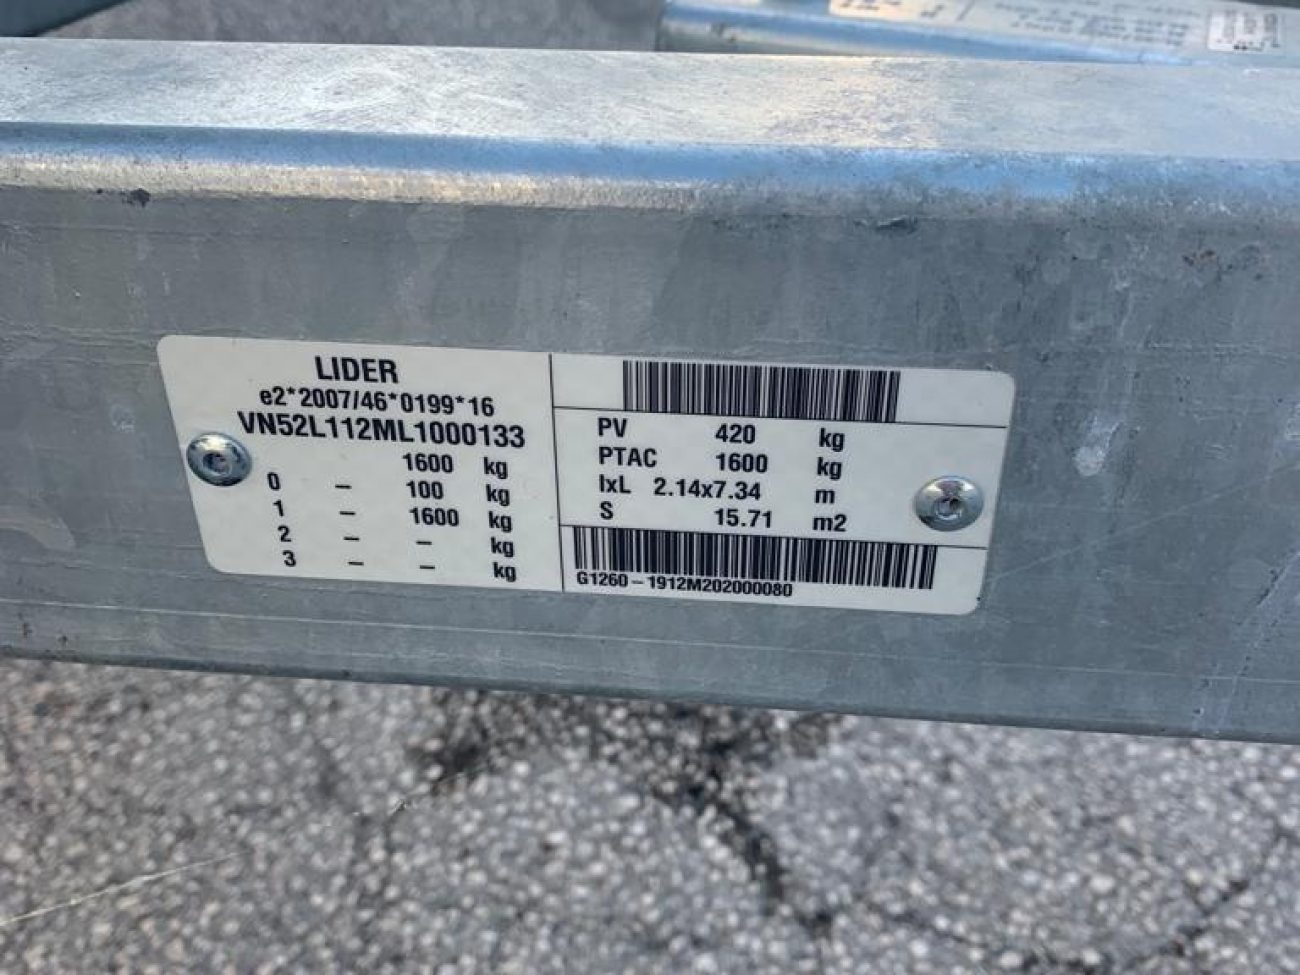 LIDER
e2*2007/46*0199*16
VN52L112ML1000133
1600 kg
0 – 100 kg
1 – 1600 kg
2 – – kg
3 – – kg
PV 420 kg
PTAC 1600 kg
lxL 2.14x7.34 m
S 15.71 m2
G1260 – 1912M202000080